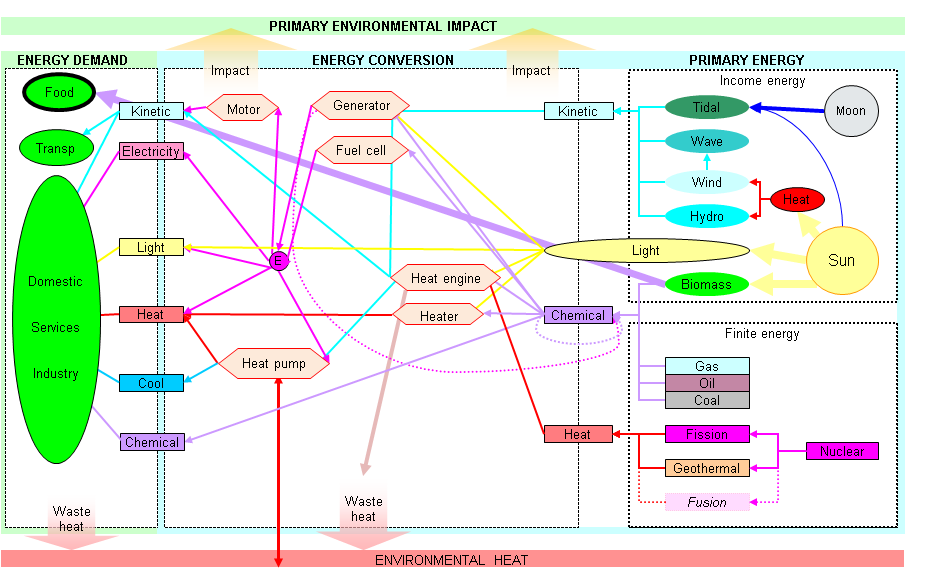 PRIMARY ENVIRONMENTAL IMPACT
ENERGY DEMAND
ENERGY CONVERSION
PRIMARY ENERGY
Impact
Impact
Income energy
Food
Kinetic
Motor
Generator
Kinetic
Tidal
Moon
Transp
Electricity
Fuel cell
Wave
Wind
Heat
Hydro
Light
E
Light
Sun
Domestic
Services
Industry
Heat engine
Biomass
Heat
Heater
Chemical
Finite energy
Heat pump
Cool
Gas
Oil
Coal
Chemical
Heat
Fission
Nuclear
Geothermal
Fusion
Waste
heat
Waste
heat
ENVIRONMENTAL HEAT